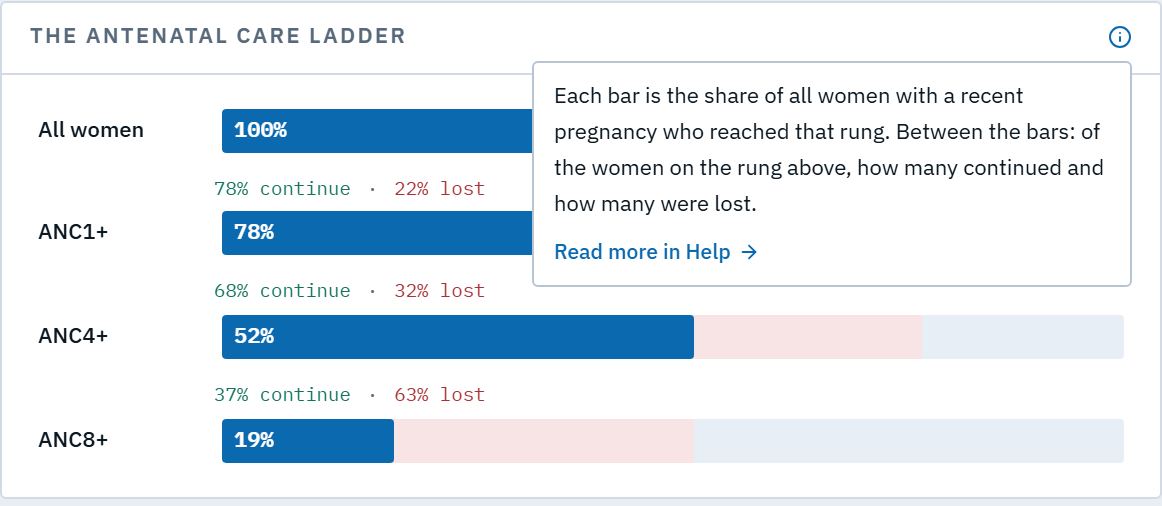 THE ANTENATAL CARE LADDER
Each bar is the share of all women with a recent
pregnancy who reached that rung. Between the bars: of
the women on the rung above, how many continued and
how many were lost.
Read more in Help →
All women 100%
78% continue · 22% lost
ANC1+ 78%
68% continue · 32% lost
ANC4+ 52%
37% continue · 63% lost
ANC8+ 19%